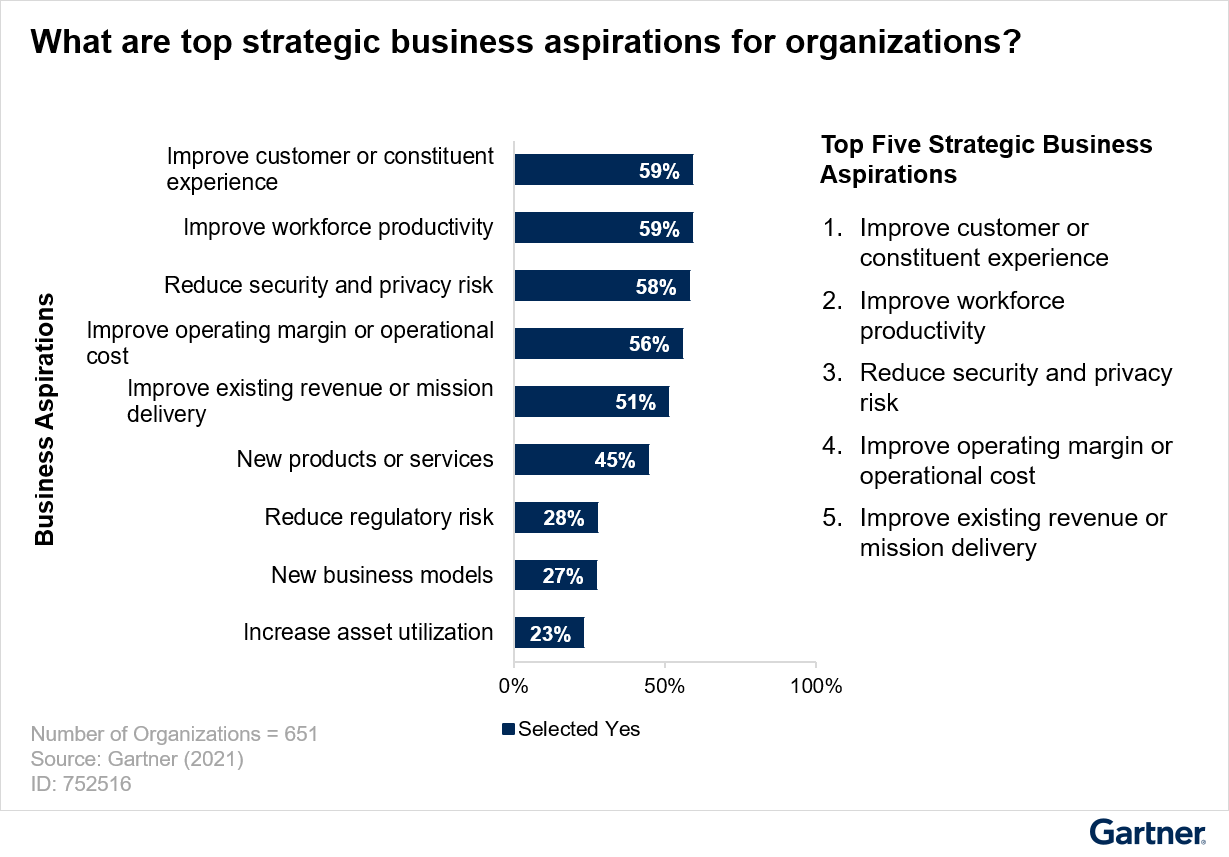 What are top strategic business aspirations for organizations?
Business Aspirations
Improve customer or constituent
experience
59%
Improve workforce productivity
59%
Reduce security and privacy risk
58%
Improve operating margin or operational
cost
56%
Improve existing revenue or mission
delivery
51%
New products or services
45%
Reduce regulatory risk
28%
New business models
27%
Increase asset utilization
23%
0% 50% 100%
Selected Yes
Top Five Strategic Business
Aspirations
1. Improve customer or
constituent experience
2. Improve workforce
productivity
3. Reduce security and privacy
risk
4. Improve operating margin or
operational cost
5. Improve existing revenue or
mission delivery
Number of Organizations = 651
Source: Gartner (2021)
ID: 752516
Gartner®